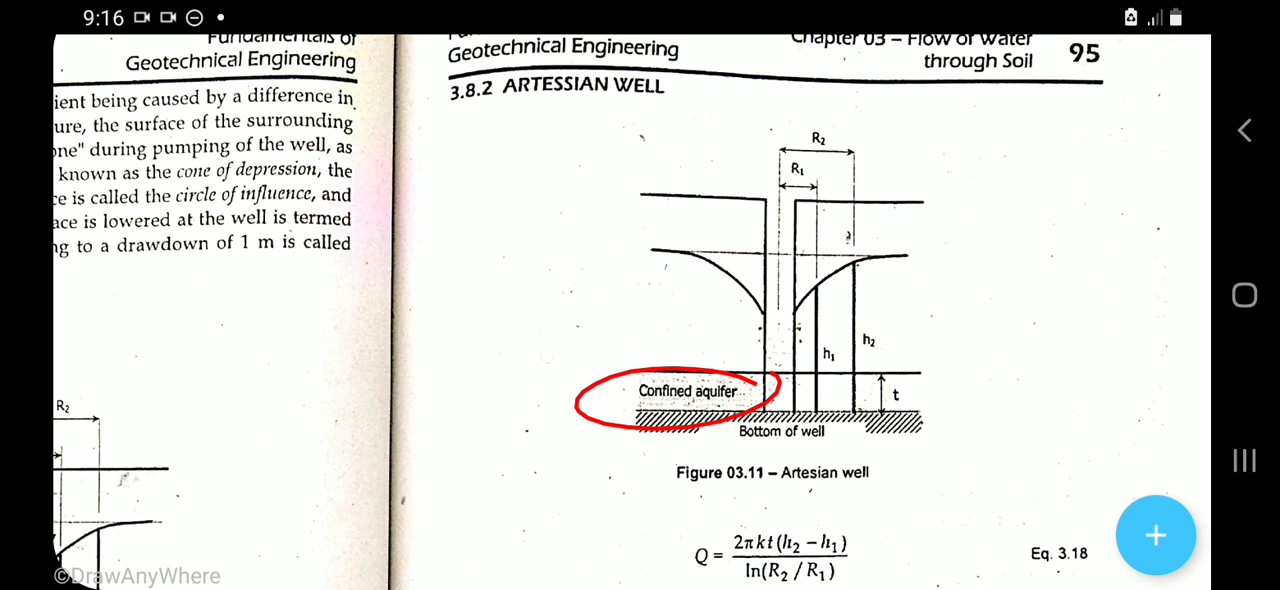 9:16
Fundamentals of
Geotechnical Engineering
ient being caused by a difference in
ure, the surface of the surrounding
one" during pumping of the well, as
known as the cone of depression, the
ce is called the circle of influence, and
ace is lowered at the well is termed
ng to a drawdown of 1 m is called
R2
©DrawAnyWhere
Geotechnical Engineering
Chapter 03 – Flow of Water
through Soil
95
3.8.2 ARTESSIAN WELL
R2
R1
h1
h2
t
Confined aquifer
Bottom of well
Figure 03.11 – Artesian well
Q = 2πkt(h2 – h1) / ln(R2 / R1)
Eq. 3.18